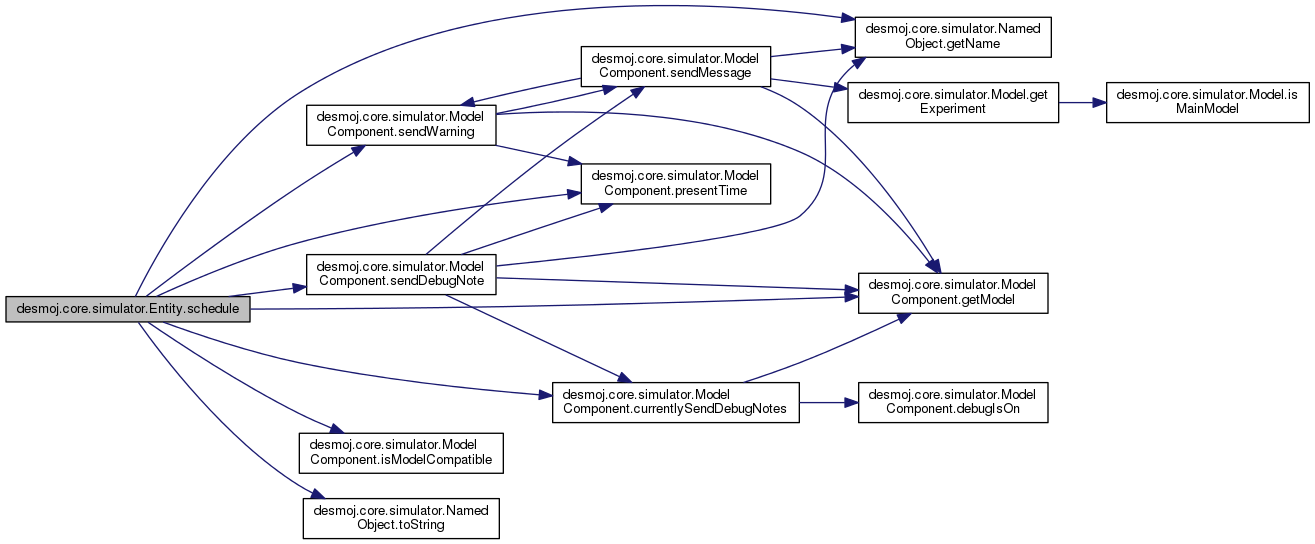 desmoj.core.simulator.Entity.schedule
desmoj.core.simulator.Named
Object.getName
desmoj.core.simulator.Model
Component.sendMessage
desmoj.core.simulator.Model.get
Experiment
desmoj.core.simulator.Model.is
MainModel
desmoj.core.simulator.Model
Component.sendWarning
desmoj.core.simulator.Model
Component.presentTime
desmoj.core.simulator.Model
Component.sendDebugNote
desmoj.core.simulator.Model
Component.getModel
desmoj.core.simulator.Model
Component.currentlySendDebugNotes
desmoj.core.simulator.Model
Component.debugIsOn
desmoj.core.simulator.Model
Component.isModelCompatible
desmoj.core.simulator.Named
Object.toString